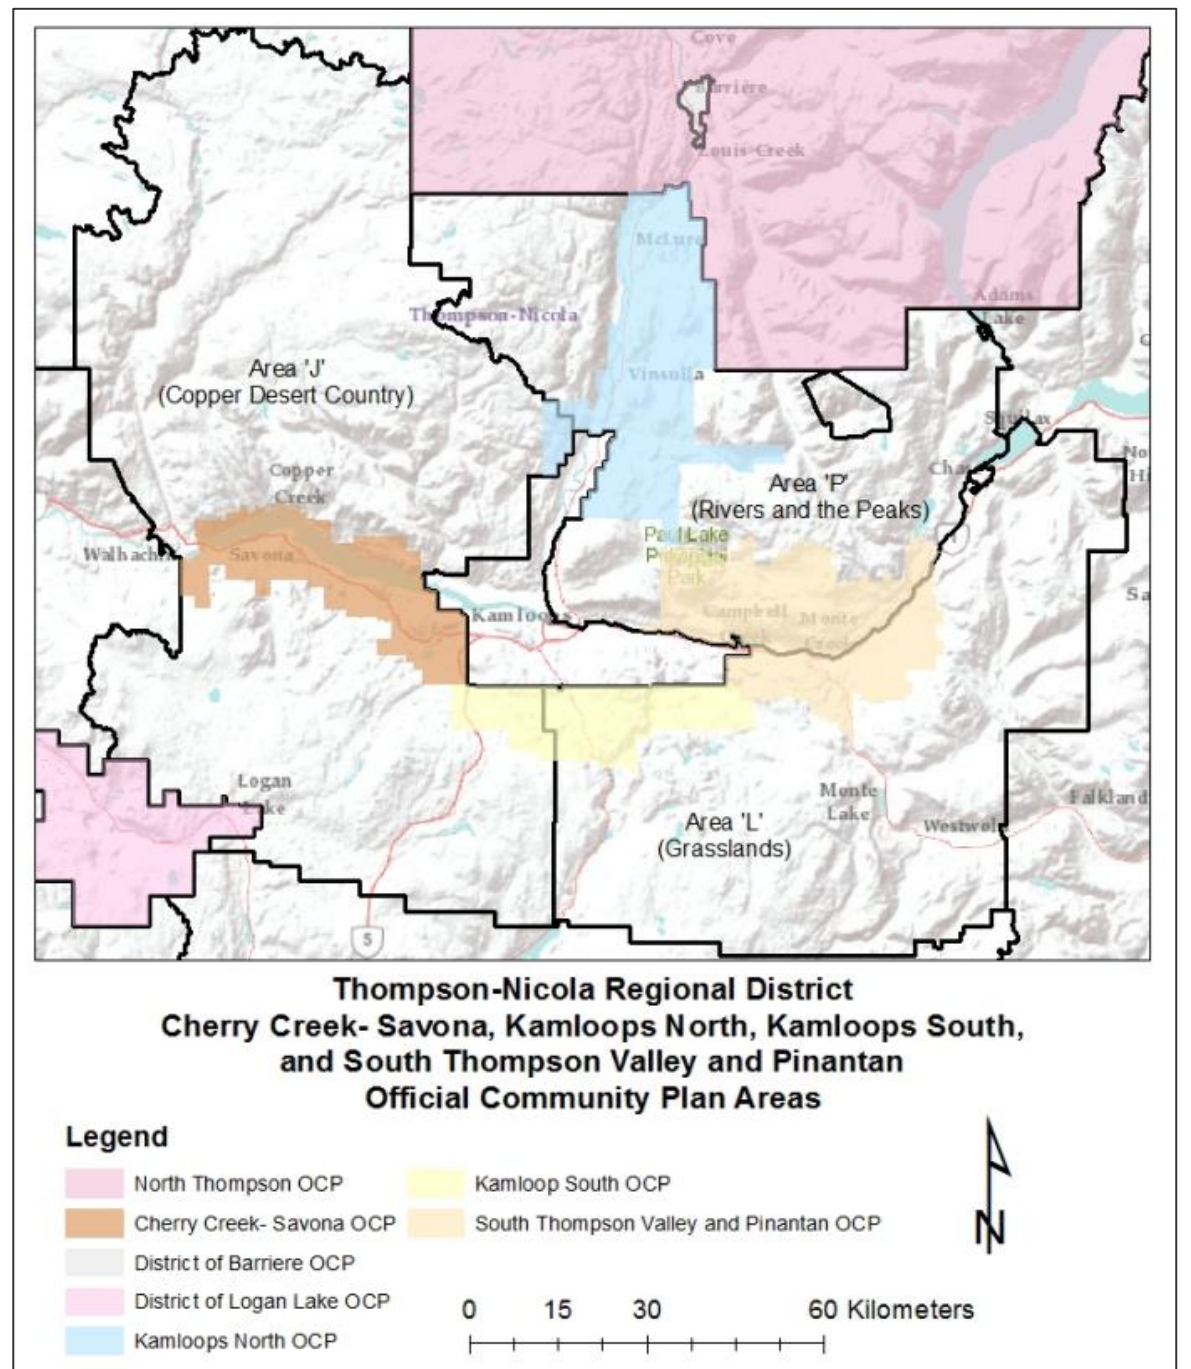 Cove
Barriere
Louis Creek
McLure
Adams
Lake
Thompson-Nicola
Area 'J'
(Copper Desert Country)
Vinsulla
Squilax
Copper
Creek
Area 'P'
(Rivers and the Peaks)
Walhachin
Savona
Paul Lake
Park
Kamloops
Campbell
Creek
Monte
Creek
Logan
Lake
Monte
Lake
Falkland
Area 'L'
(Grasslands)
Westwol
5
Thompson-Nicola Regional District
Cherry Creek- Savona, Kamloops North, Kamloops South,
and South Thompson Valley and Pinantan
Official Community Plan Areas
Legend
North Thompson OCP
Cherry Creek- Savona OCP
District of Barriere OCP
District of Logan Lake OCP
Kamloops North OCP
Kamloop South OCP
South Thompson Valley and Pinantan OCP
N
0 15 30 60 Kilometers